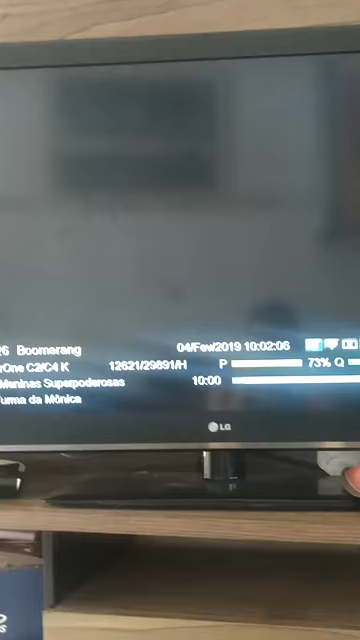 26 Boomerang 04/Fev/2019 10:02:06
rOne C2/C4 K 12621/29891/H P 73% Q
Meninas Superpoderosas 10:00
Turma da Mônica
LG